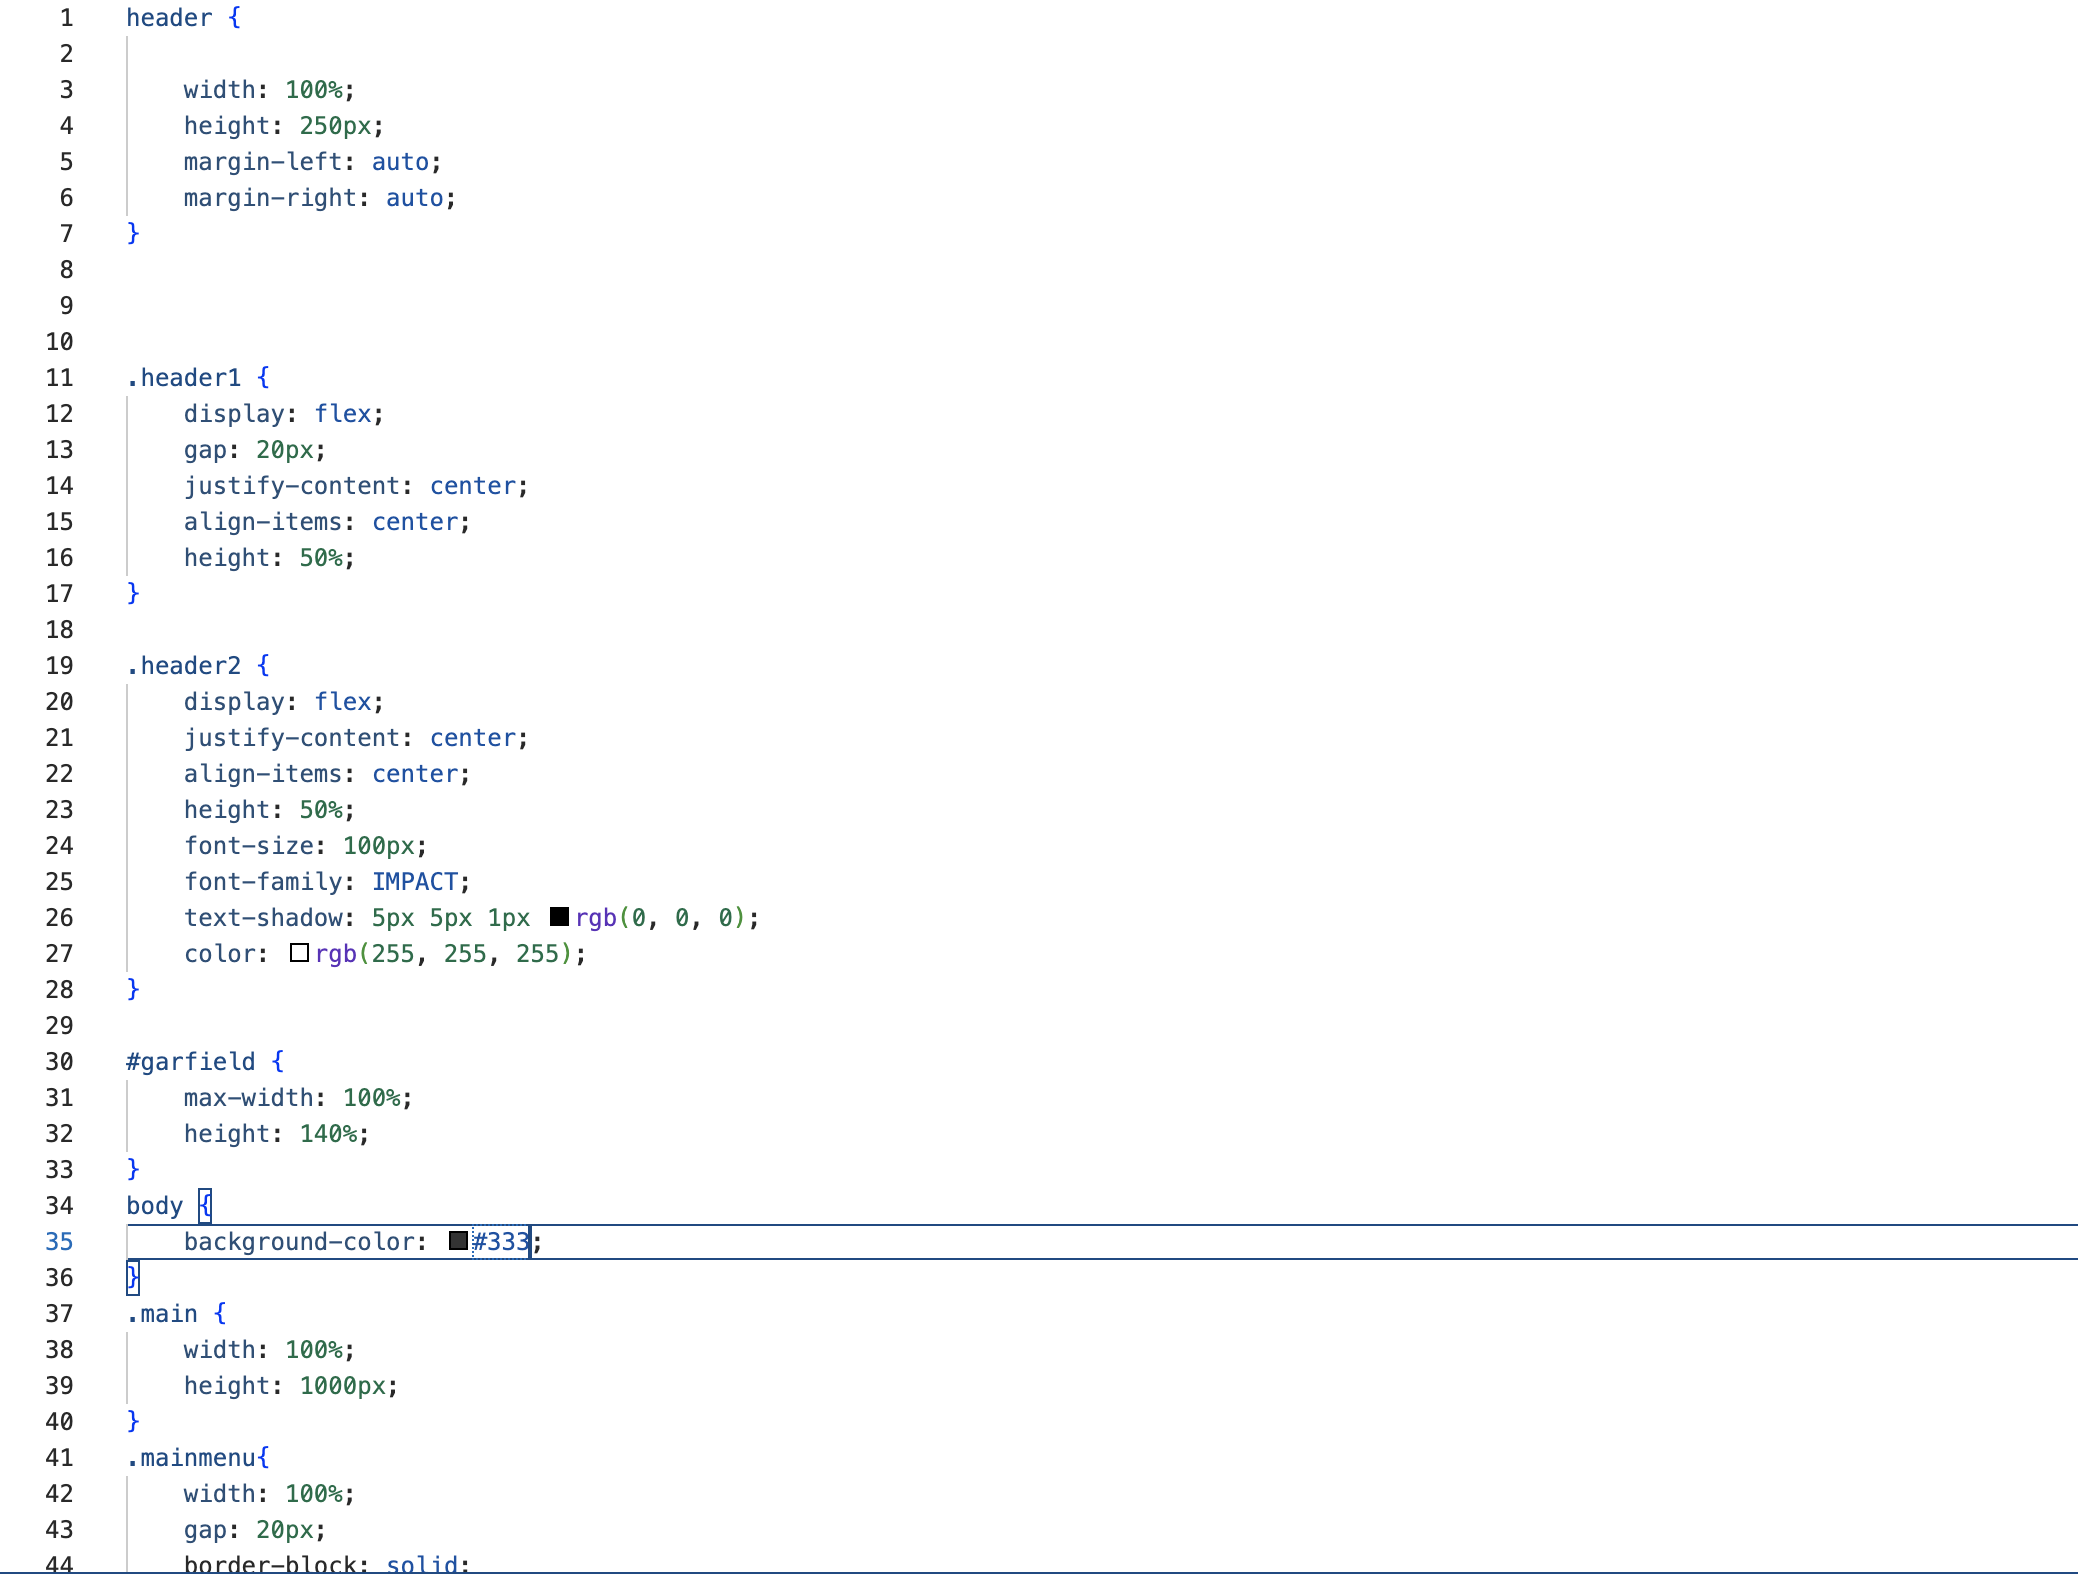 1 header {
2
3     width: 100%;
4     height: 250px;
5     margin-left: auto;
6     margin-right: auto;
7 }
8
9
10
11 .header1 {
12     display: flex;
13     gap: 20px;
14     justify-content: center;
15     align-items: center;
16     height: 50%;
17 }
18
19 .header2 {
20     display: flex;
21     justify-content: center;
22     align-items: center;
23     height: 50%;
24     font-size: 100px;
25     font-family: IMPACT;
26     text-shadow: 5px 5px 1px rgb(0, 0, 0);
27     color: rgb(255, 255, 255);
28 }
29
30 #garfield {
31     max-width: 100%;
32     height: 140%;
33 }
34 body {
35     background-color: #333;
36 }
37 .main {
38     width: 100%;
39     height: 1000px;
40 }
41 .mainmenu{
42     width: 100%;
43     gap: 20px;
44     border-block: solid;